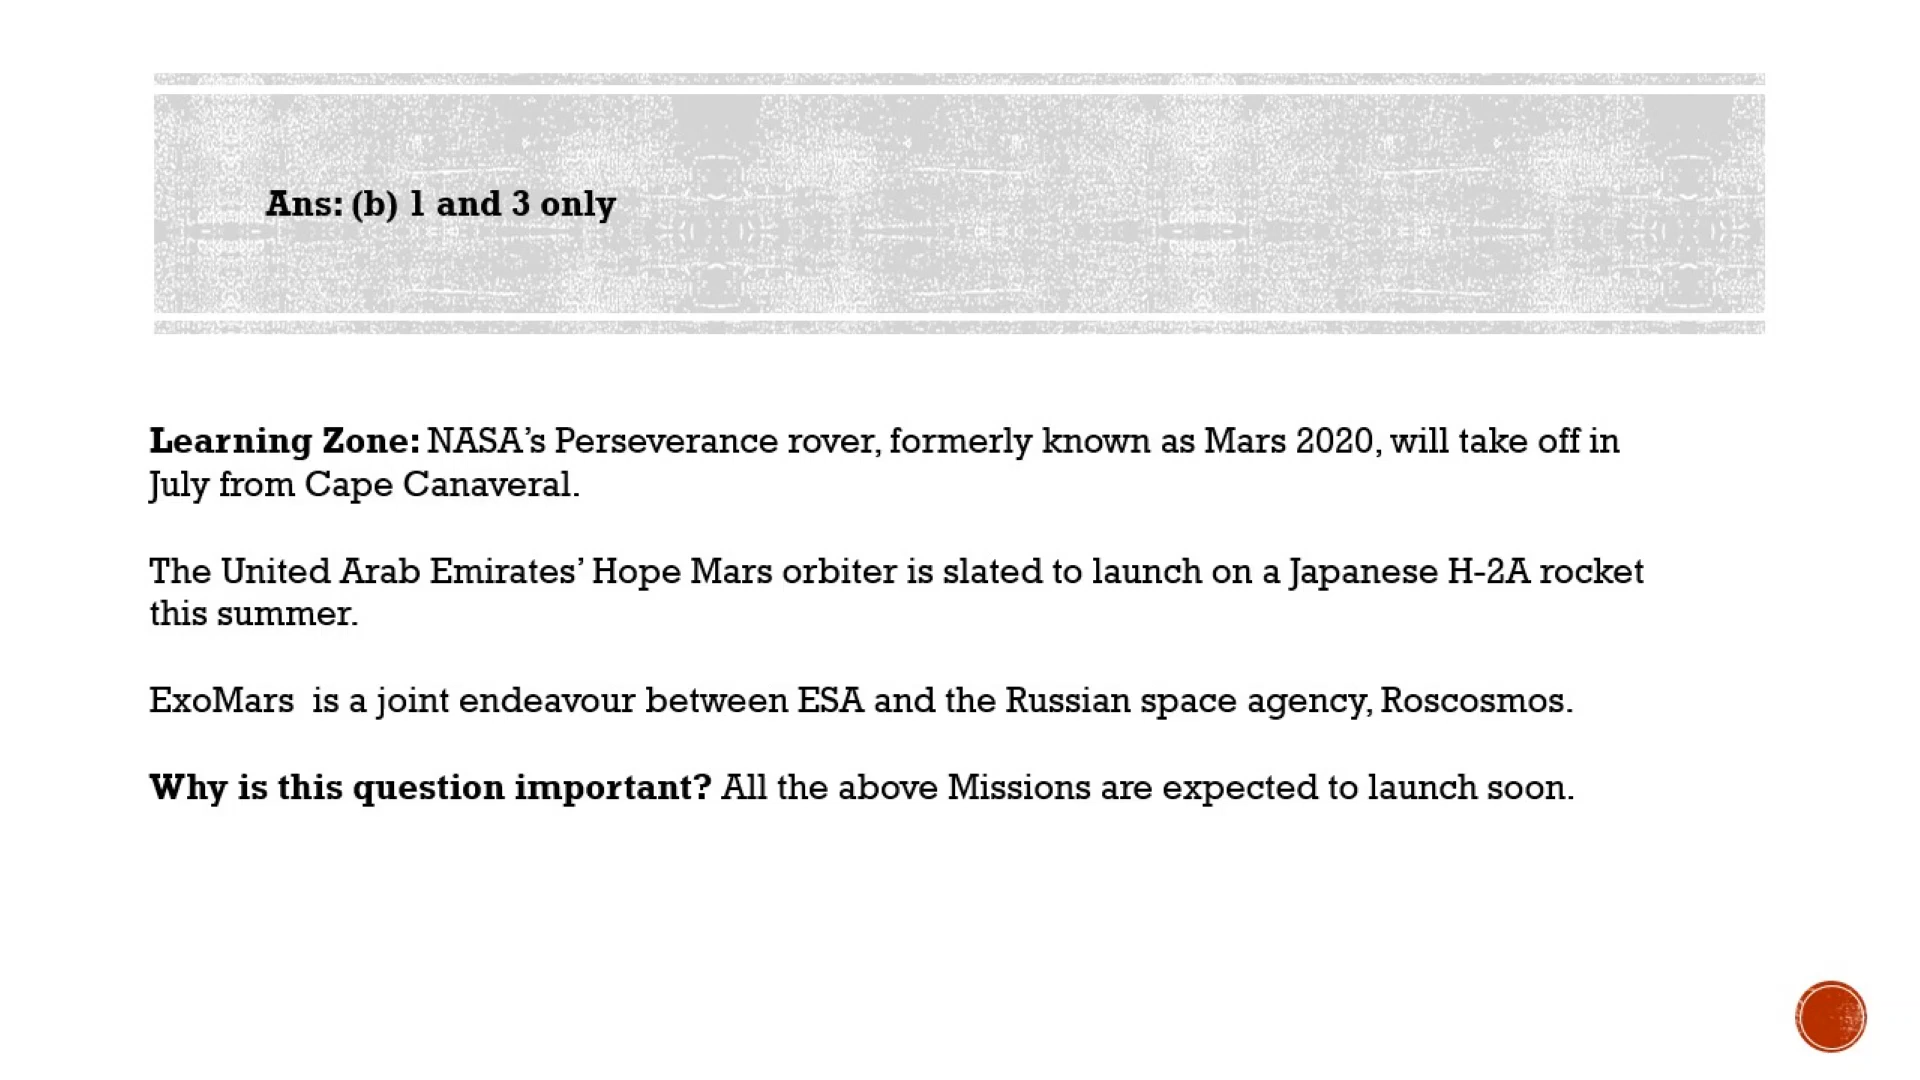 Ans: (b) 1 and 3 only
Learning Zone: NASA’s Perseverance rover, formerly known as Mars 2020, will take off in
July from Cape Canaveral.
The United Arab Emirates’ Hope Mars orbiter is slated to launch on a Japanese H-2A rocket
this summer.
ExoMars  is a joint endeavour between ESA and the Russian space agency, Roscosmos.
Why is this question important? All the above Missions are expected to launch soon.